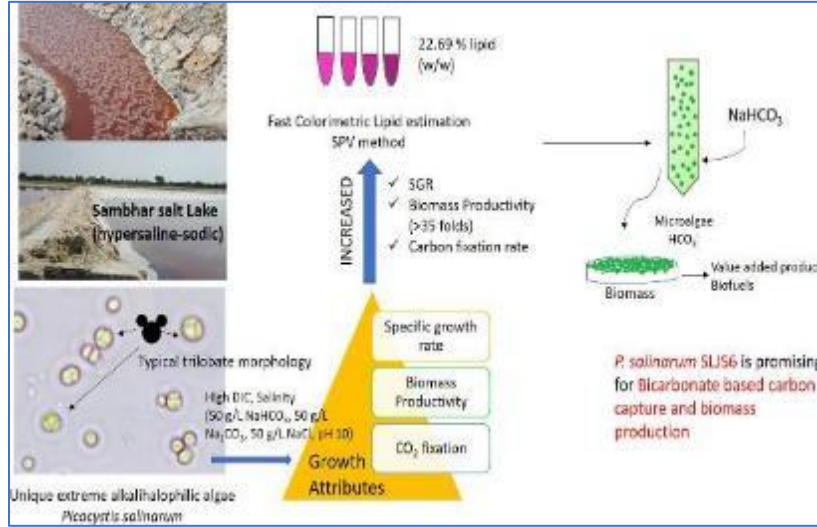 22.69 % lipid
(w/w)
Fast Colorimetric Lipid estimation
SPV method
NaHCO3
Sambhar salt Lake
(hypersaline-sodic)
INCREASED
✓ SGR
✓ Biomass Productivity
(>35 folds)
✓ Carbon fixation rate
Microalgae
HCO3
Biomass
Value added produc
Biofuels
Typical trilobate morphology
Specific growth
rate
Biomass
Productivity
CO2 fixation
High DIC, Salinity
(50 g/L NaHCO3, 50 g/L
Na2CO3, 50 g/L NaCl, pH 10)
Growth
Attributes
P. salinarum SLJS6 is promising
for Bicarbonate based carbon
capture and biomass
production
Unique extreme alkalihalophilic algae
Picocystis salinarum